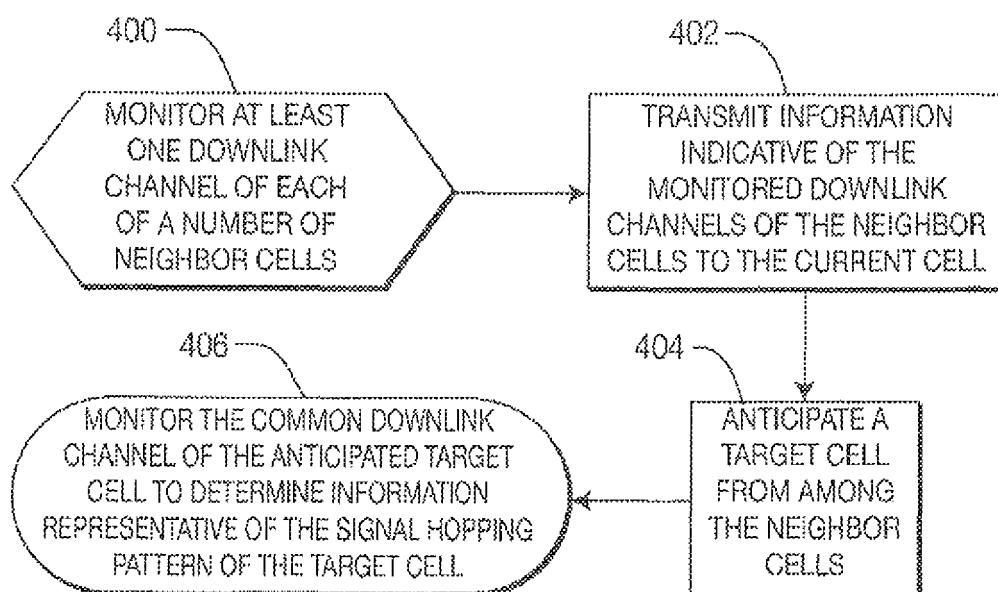 400
MONITOR AT LEAST
ONE DOWNLINK
CHANNEL OF EACH
OF A NUMBER OF
NEIGHBOR CELLS
402
TRANSMIT INFORMATION
INDICATIVE OF THE
MONITORED DOWNLINK
CHANNELS OF THE NEIGHBOR
CELLS TO THE CURRENT CELL
404
ANTICIPATE A
TARGET CELL
FROM AMONG
THE NEIGHBOR
CELLS
406
MONITOR THE COMMON DOWNLINK
CHANNEL OF THE ANTICIPATED TARGET
CELL TO DETERMINE INFORMATION
REPRESENTATIVE OF THE SIGNAL HOPPING
PATTERN OF THE TARGET CELL